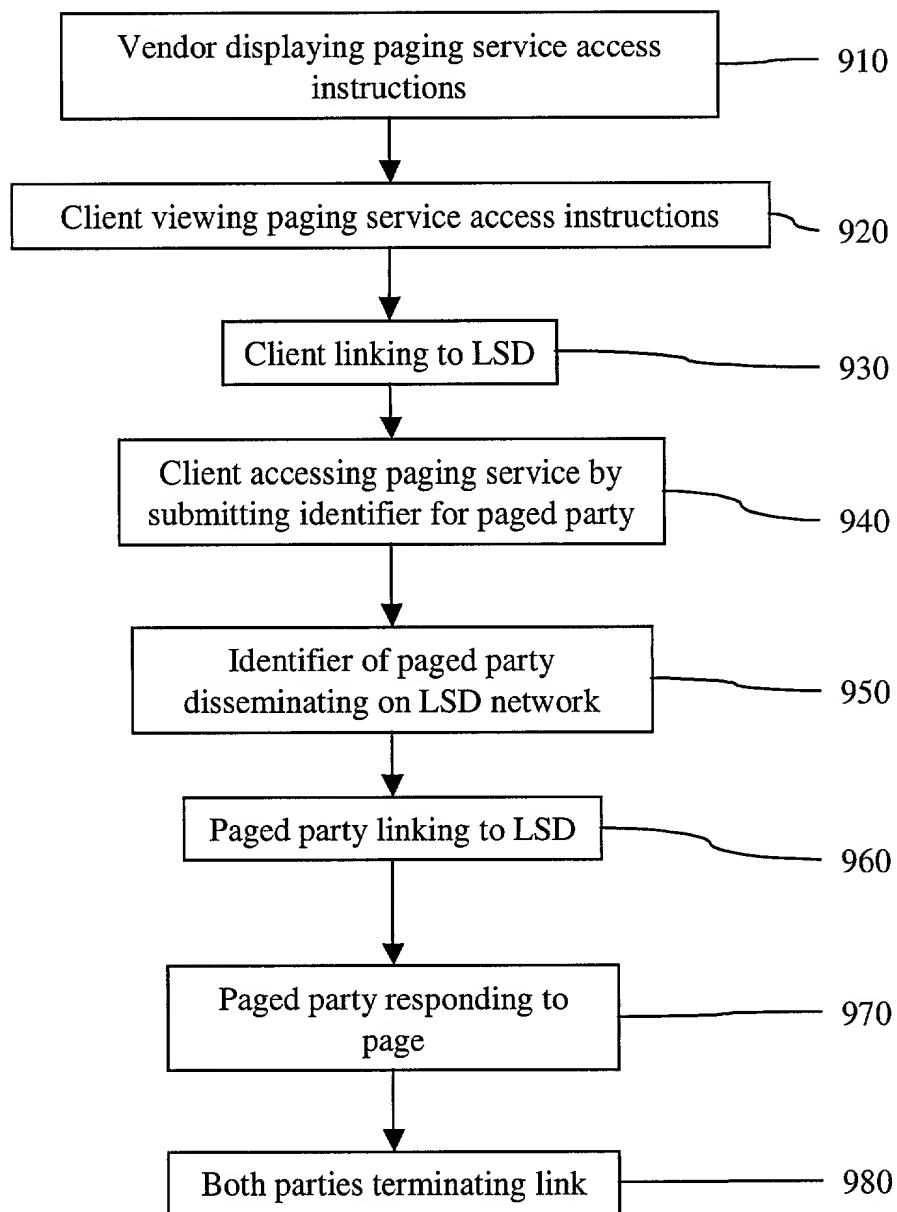 Vendor displaying paging service access
instructions
910
Client viewing paging service access instructions
920
Client linking to LSD
930
Client accessing paging service by
submitting identifier for paged party
940
Identifier of paged party
disseminating on LSD network
950
Paged party linking to LSD
960
Paged party responding to
page
970
Both parties terminating link
980